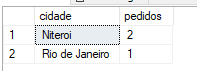 cidade pedidos
1 Niteroi 2
2 Rio de Janeiro 1